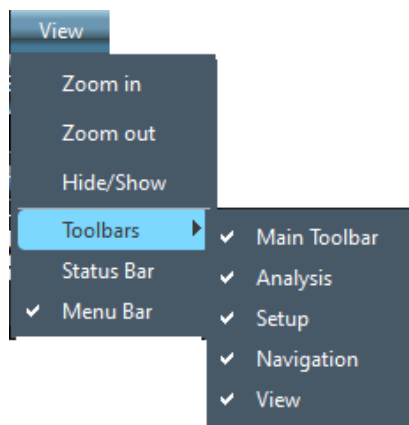 View
Zoom in
Zoom out
Hide/Show
Toolbars
Status Bar
Menu Bar
Main Toolbar
Analysis
Setup
Navigation
View